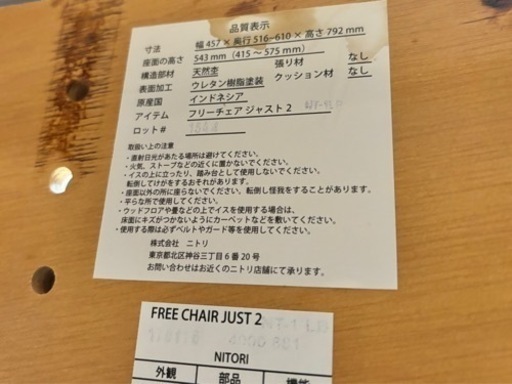 品質表示
寸法 幅 457 × 奥行 516–610 × 高さ 792 mm
座面の高さ 543 mm (415 ～ 575 mm)
構造部材 天然杢 張り材 なし
表面加工 ウレタン樹脂塗装 クッション材 なし
原産国 インドネシア
アイテム フリーチェア ジャスト 2
ロット#
取扱い上の注意
・直射日光があたる場所は避けてください。
・火気、ストーブなどの近くに置かないでください。
・イスの上に立ったり、踏み台として使用しないでください。
転倒してけがをするおそれがあります。
・座面以外の所に座らないでください。転倒し怪我をすることがあります。
・平らな所で使用してください。
・ウッドフロアや畳などの上でイスを使用する場合は、
床面にキズがつかないようにカーペットなどを敷いてください。
・使用する際は必ずベルトやガード等を使用してください。
株式会社 ニトリ
東京都北区神谷三丁目 6 番 20 号
お問い合わせはお近くのニトリ店舗にて承ります。
FREE CHAIR JUST 2
NITORI
外観 部品 機能